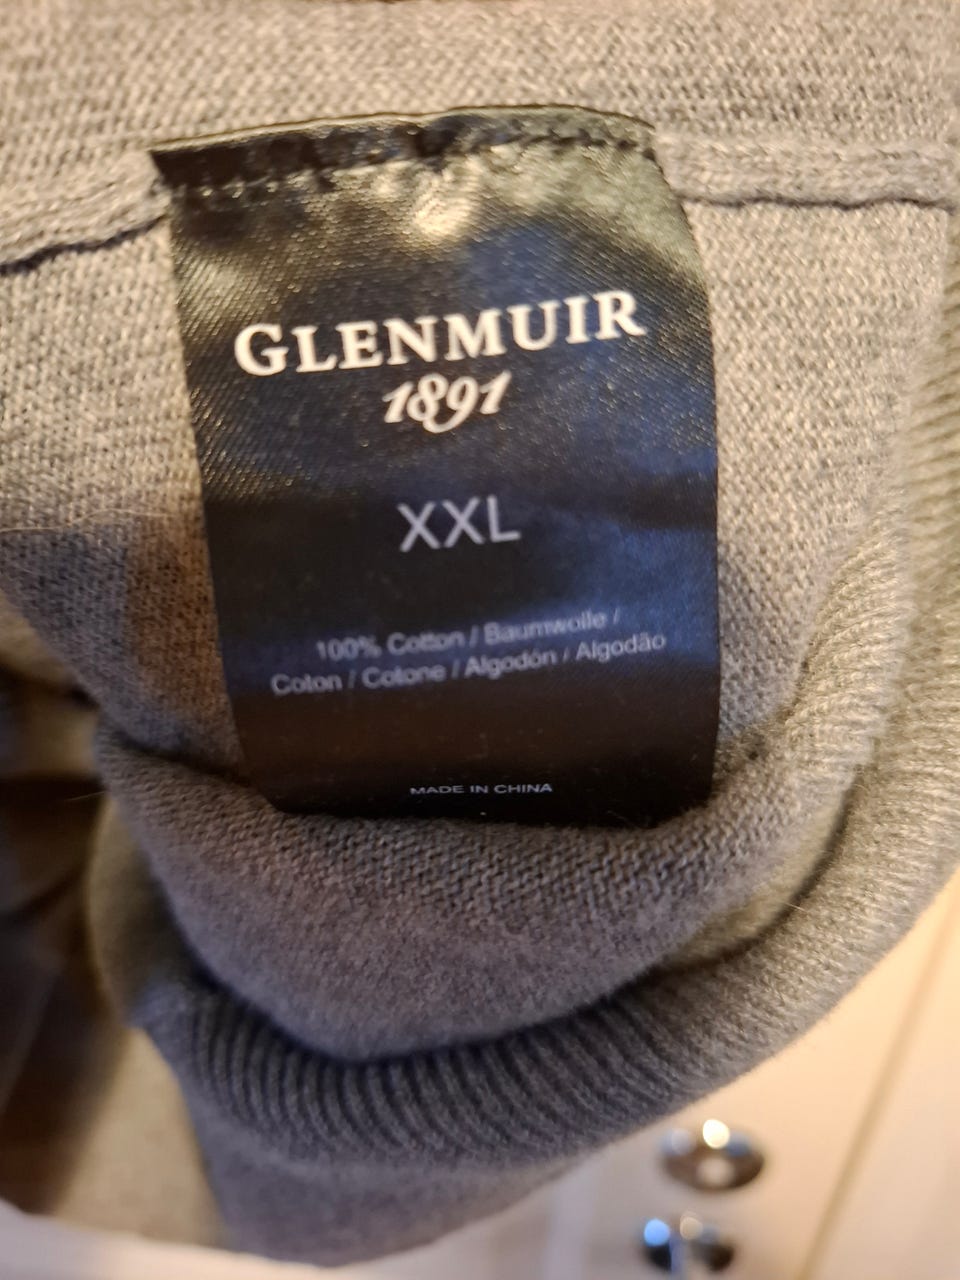 GLENMUIR
1891
XXL
100% Cotton / Baumwolle /
Coton / Cotone / Algodón / Algodão
MADE IN CHINA